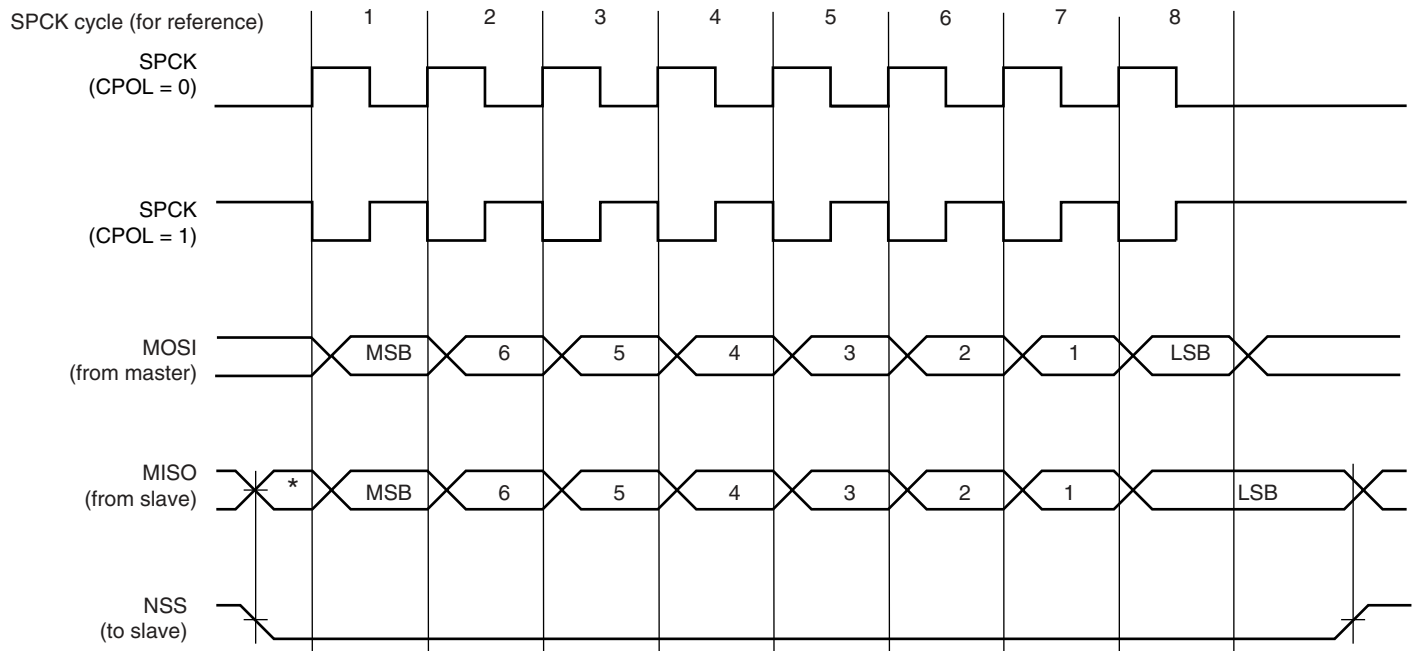 SPCK cycle (for reference) 1 2 3 4 5 6 7 8
SPCK
(CPOL = 0)
SPCK
(CPOL = 1)
MOSI
(from master)
MSB 6 5 4 3 2 1 LSB
MISO
(from slave)
* MSB 6 5 4 3 2 1 LSB
NSS
(to slave)